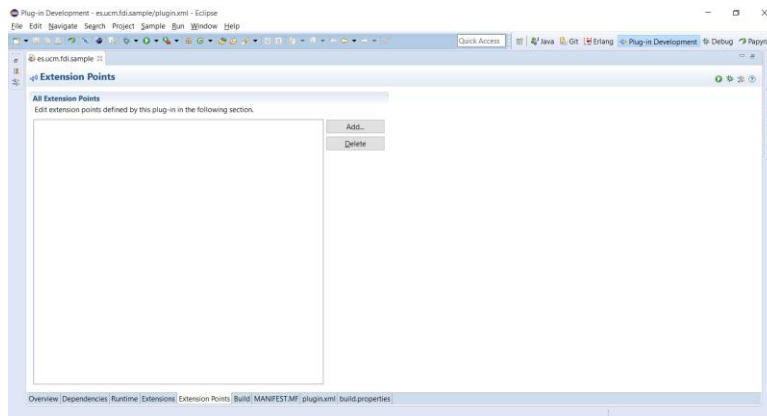 Plug-in Development - es.ucm.fdi.sample/plugin.xml - Eclipse
File Edit Navigate Search Project Sample Run Window Help
Quick Access Java Git Erlang Plug-in Development Debug Papyr
es.ucm.fdi.sample
Extension Points
All Extension Points
Edit extension points defined by this plug-in in the following section.
Add...
Delete
Overview Dependencies Runtime Extensions Extension Points Build MANIFEST.MF plugin.xml build.properties